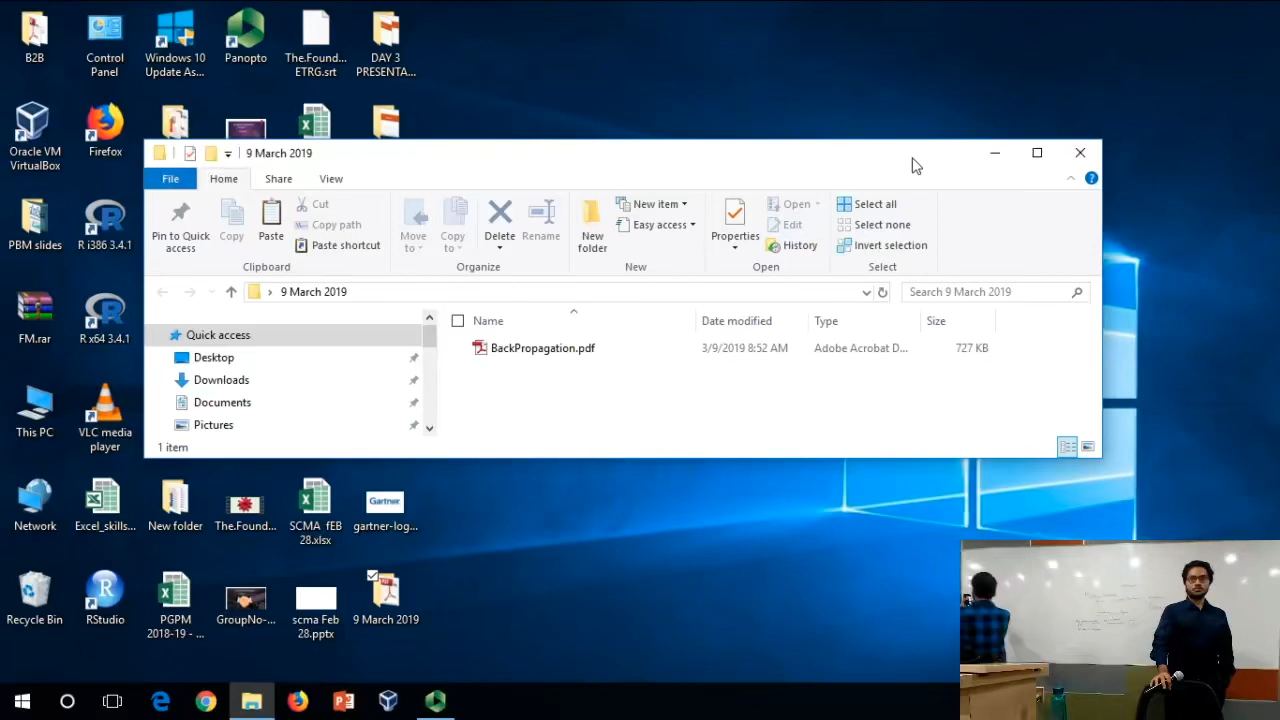 B2B
Control
Panel
Windows 10
Update As...
Panopto
The.Found...
ETRG.srt
DAY 3
PRESENTA...
Oracle VM
VirtualBox
Firefox
PBM slides
R i386 3.4.1
FM.rar
R x64 3.4.1
This PC
VLC media
player
Network
Excel_skills...
New folder
The.Found...
SCMA fEB
28.xlsx
Gartner
gartner-log...
Recycle Bin
RStudio
PGPM
2018-19 - ...
GroupNo-...
scma Feb
28.pptx
9 March 2019
9 March 2019
File
Home
Share
View
Pin to Quick
access
Copy
Paste
Cut
Copy path
Paste shortcut
Clipboard
Move
to
Copy
to
Delete
Rename
Organize
New
folder
New item
Easy access
New
Properties
Open
Edit
History
Open
Select all
Select none
Invert selection
Select
9 March 2019
Search 9 March 2019
Quick access
Desktop
Downloads
Documents
Pictures
Name
Date modified
Type
Size
BackPropagation.pdf
3/9/2019 8:52 AM
Adobe Acrobat D...
727 KB
1 item